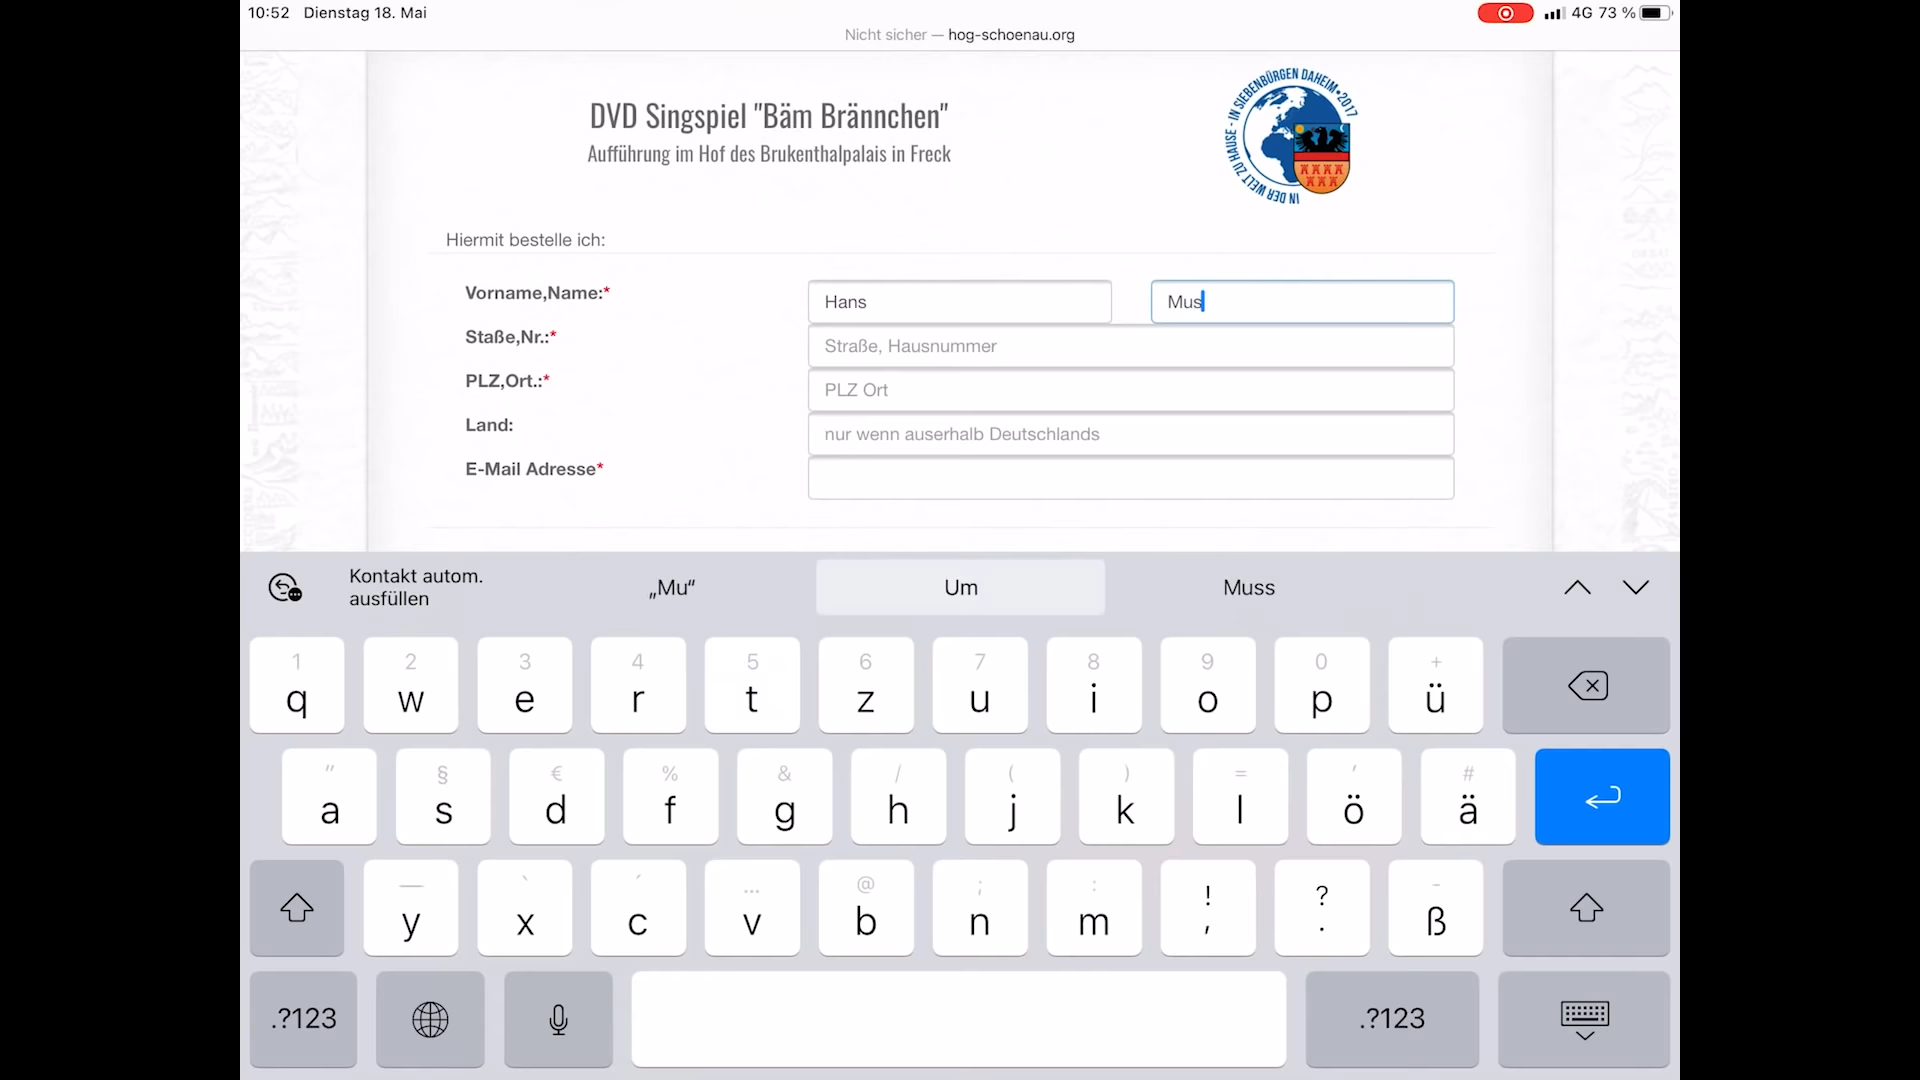 10:52 Dienstag 18. Mai
4G 73 %
Nicht sicher — hog-schoenau.org
DVD Singspiel "Bäm Brännchen"
Aufführung im Hof des Brukenthalpalais in Freck
IN DER WELT ZU HAUSE - IN SIEBENBÜRGEN DAHEIM • 2017
Hiermit bestelle ich:
Vorname,Name:* Hans Mus
Staße,Nr.:* Straße, Hausnummer
PLZ,Ort.:* PLZ Ort
Land: nur wenn auserhalb Deutschlands
E-Mail Adresse*
Kontakt autom.
ausfüllen
„Mu“ Um Muss
1 2 3 4 5 6 7 8 9 0 +
q w e r t z u i o p ü
" § € % & / ( ) = ' #
a s d f g h j k l ö ä
— ` ´ ... @ ; : ! ? -
y x c v b n m , . ß
.?123 .?123